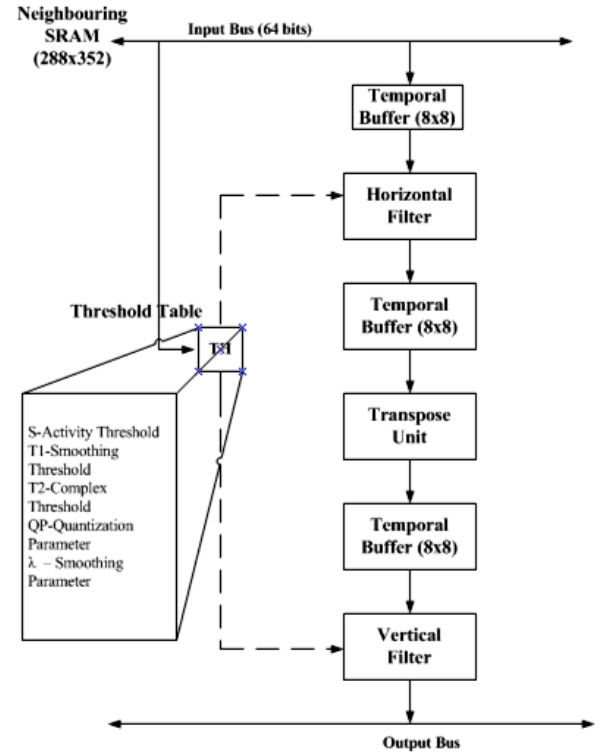 Neighbouring
SRAM
(288x352)
Input Bus (64 bits)
Temporal
Buffer (8x8)
Horizontal
Filter
Threshold Table
Temporal
Buffer (8x8)
S-Activity Threshold
T1-Smoothing
Threshold
T2-Complex
Threshold
QP-Quantization
Parameter
λ – Smoothing
Parameter
Transpose
Unit
Temporal
Buffer (8x8)
Vertical
Filter
Output Bus